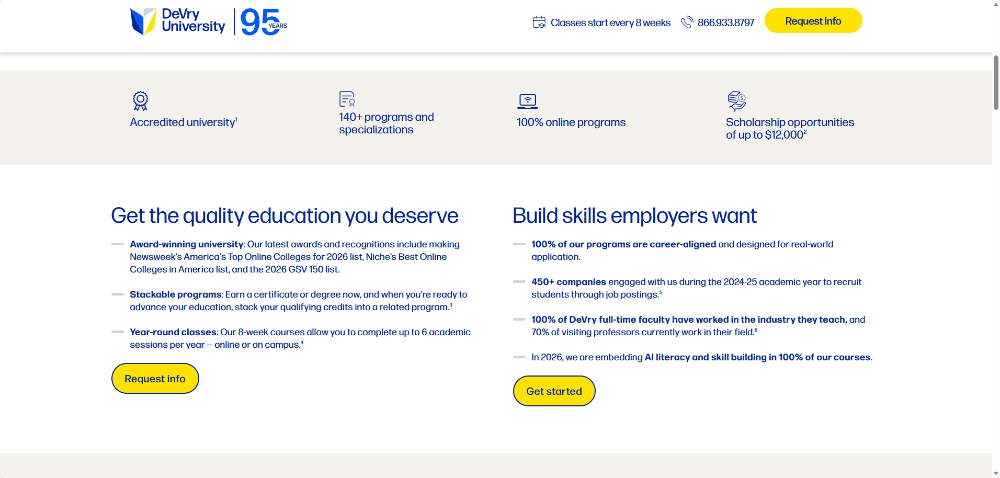 DeVry
University
95
YEARS
Classes start every 8 weeks
866.933.8797
Request Info
Accredited university¹
140+ programs and
specializations
100% online programs
Scholarship opportunities
of up to $12,000²
Get the quality education you deserve
Award-winning university: Our latest awards and recognitions include making
Newsweek’s America's Top Online Colleges for 2026 list, Niche’s Best Online
Colleges in America list, and the 2026 GSV 150 list.
Stackable programs: Earn a certificate or degree now, and when you’re ready to
advance your education, stack your qualifying credits into a related program.³
Year-round classes: Our 8-week courses allow you to complete up to 6 academic
sessions per year – online or on campus.⁴
Request info
Build skills employers want
100% of our programs are career-aligned and designed for real-world
application.
450+ companies engaged with us during the 2024-25 academic year to recruit
students through job postings.⁵
100% of DeVry full-time faculty have worked in the industry they teach, and
70% of visiting professors currently work in their field.⁶
In 2026, we are embedding AI literacy and skill building in 100% of our courses.
Get started